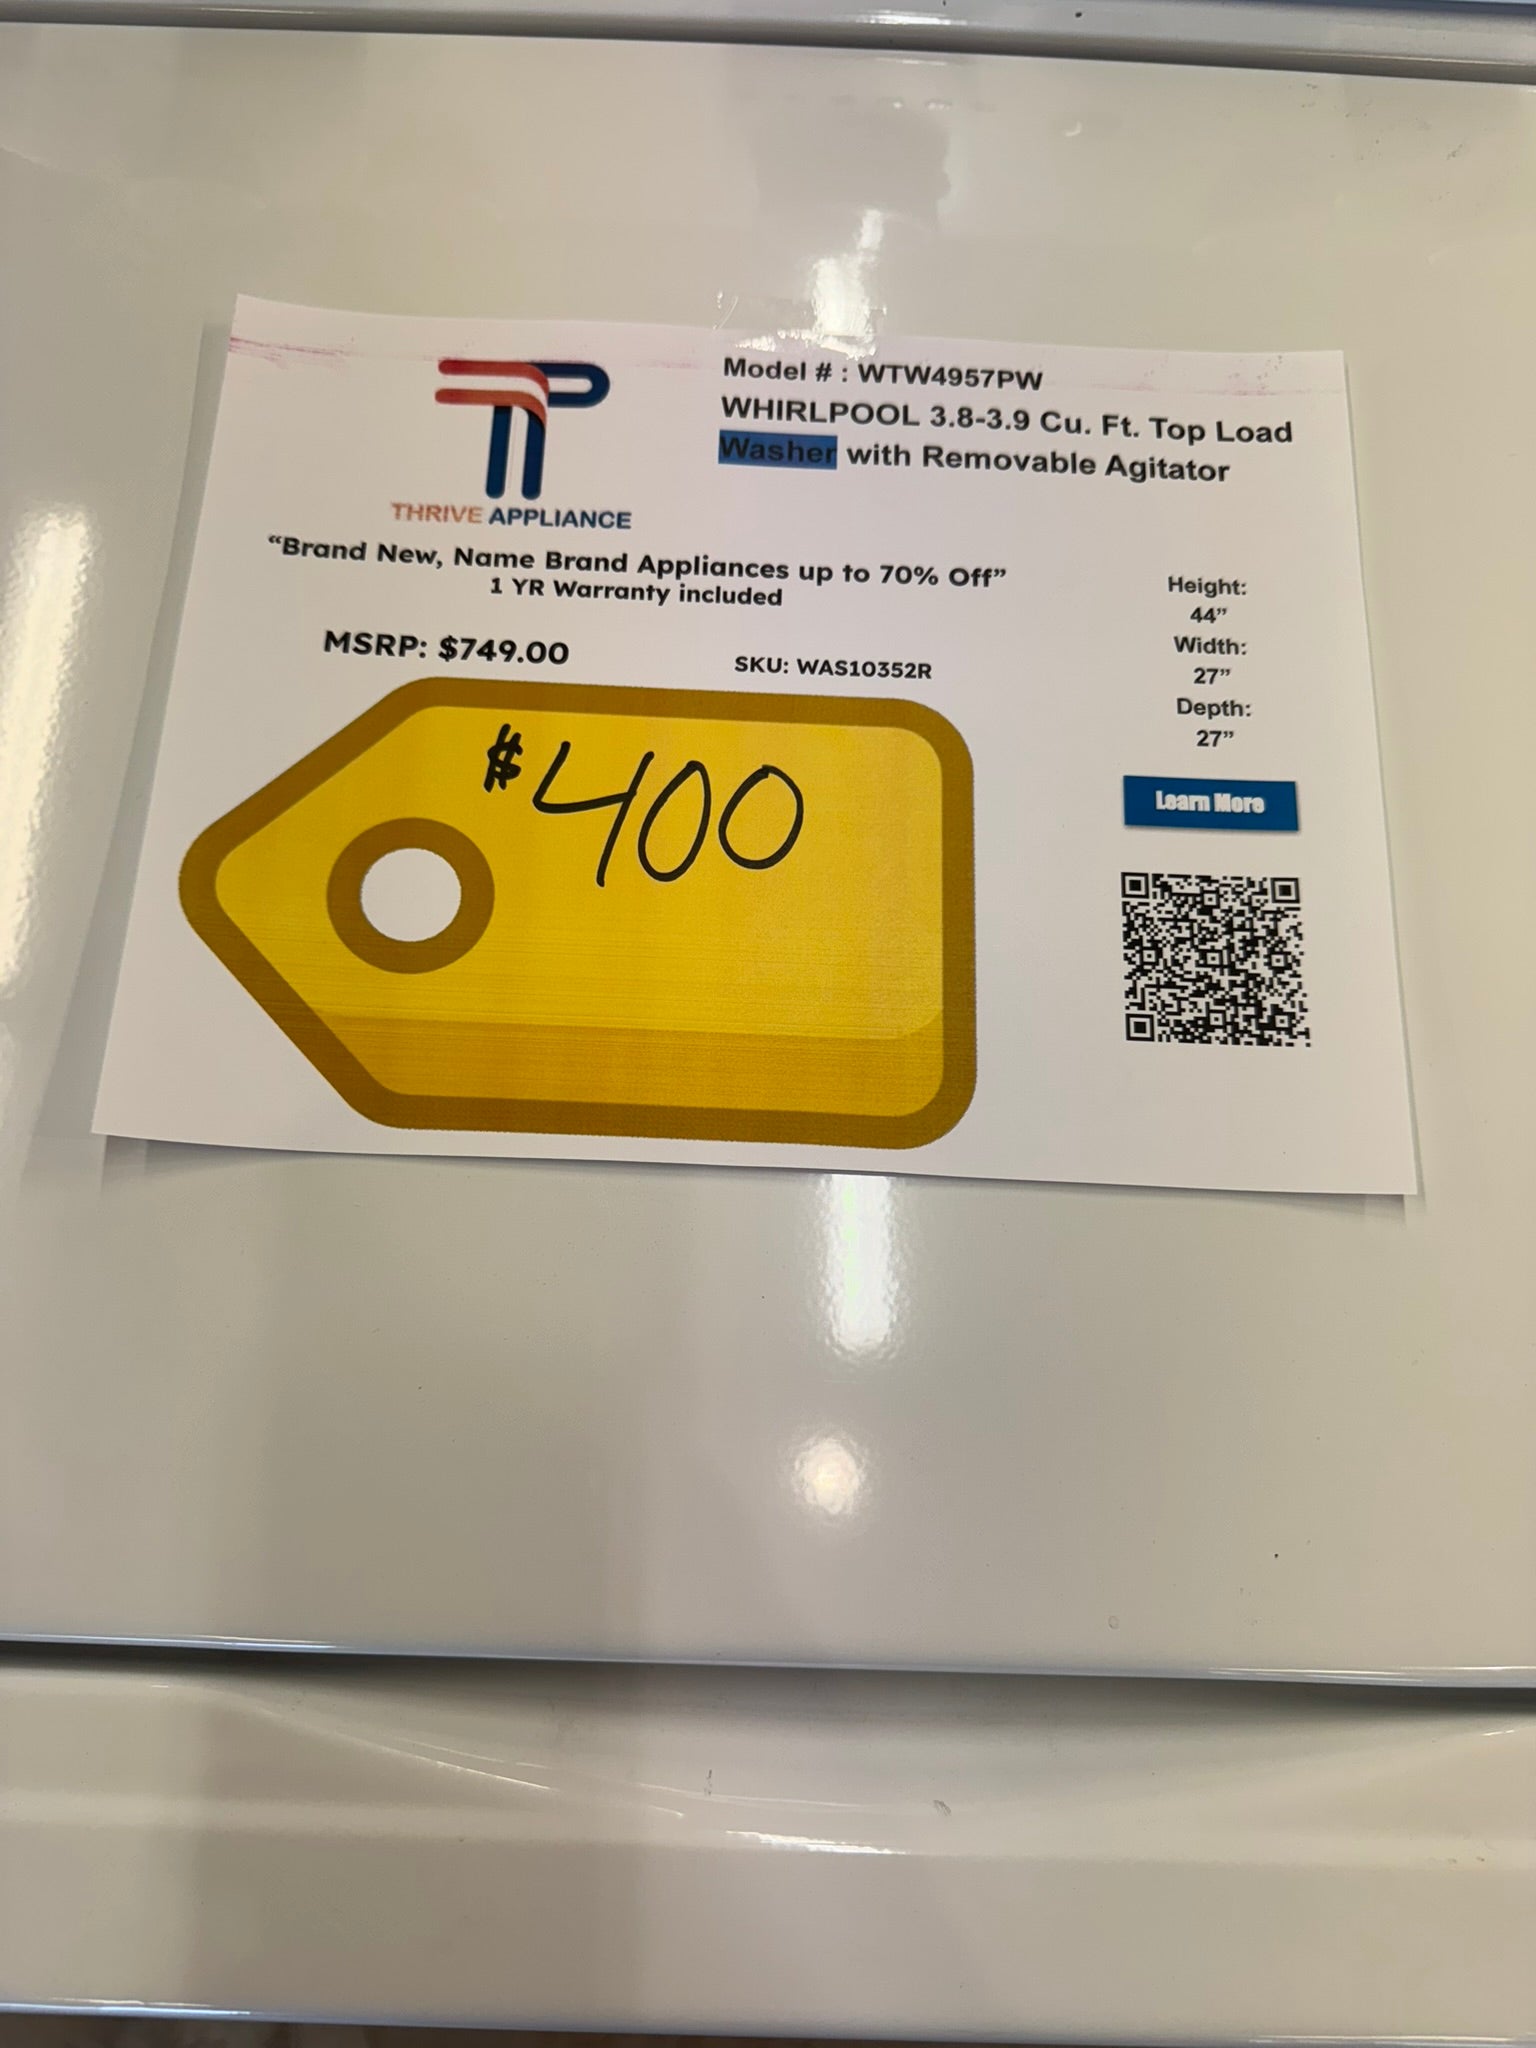 Model # : WTW4957PW
WHIRLPOOL 3.8-3.9 Cu. Ft. Top Load
Washer with Removable Agitator
THRIVE APPLIANCE
“Brand New, Name Brand Appliances up to 70% Off”
1 YR Warranty included
MSRP: $749.00
SKU: WAS10352R
$400
Height:
44”
Width:
27”
Depth:
27”
Learn More